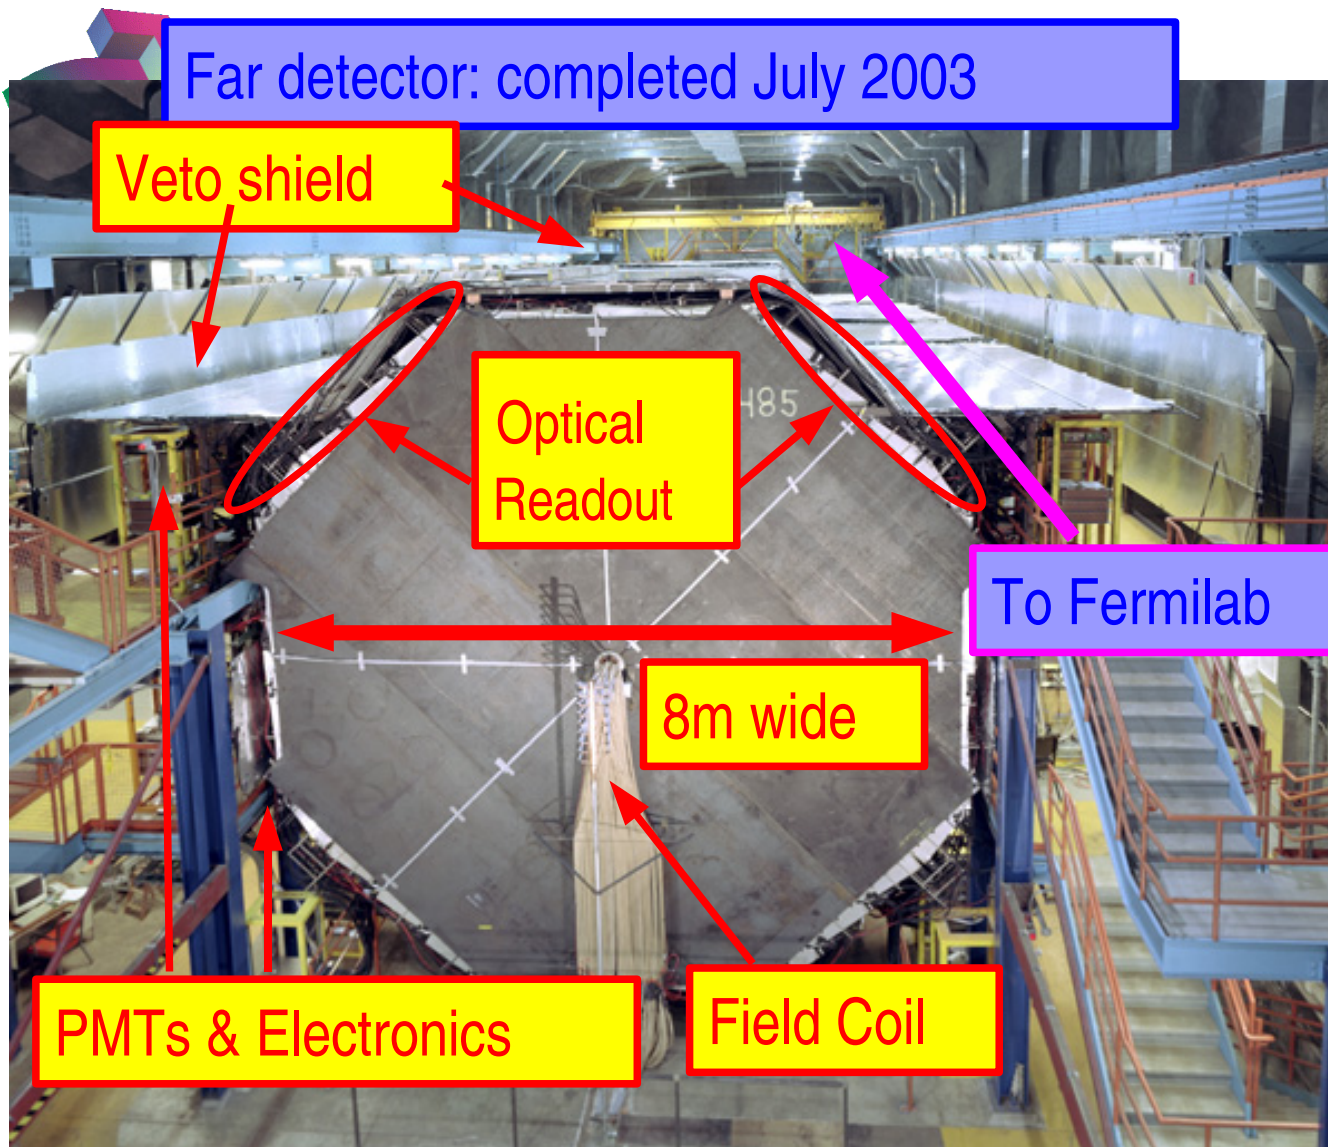 Far detector: completed July 2003
Veto shield
Optical
Readout
485
To Fermilab
8m wide
PMTs & Electronics
Field Coil